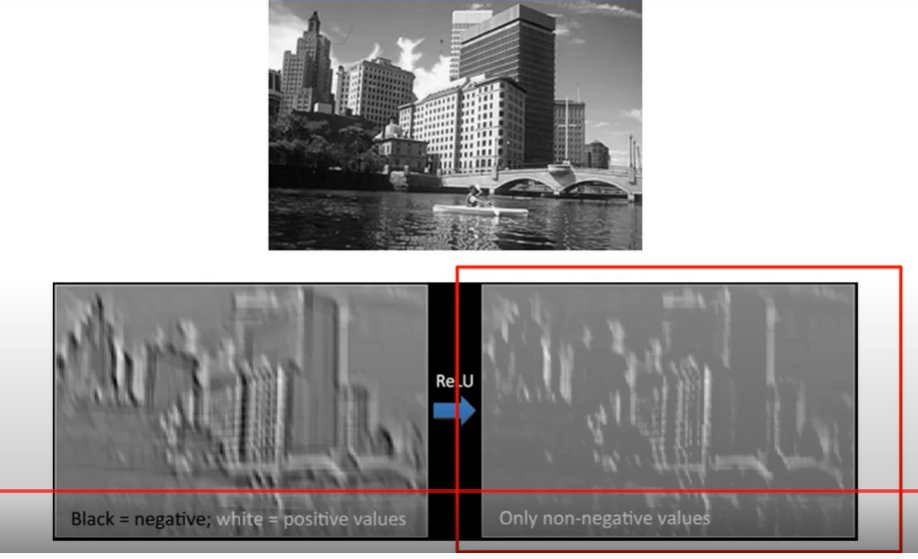 ReLU
Black = negative; white = positive values
Only non-negative values